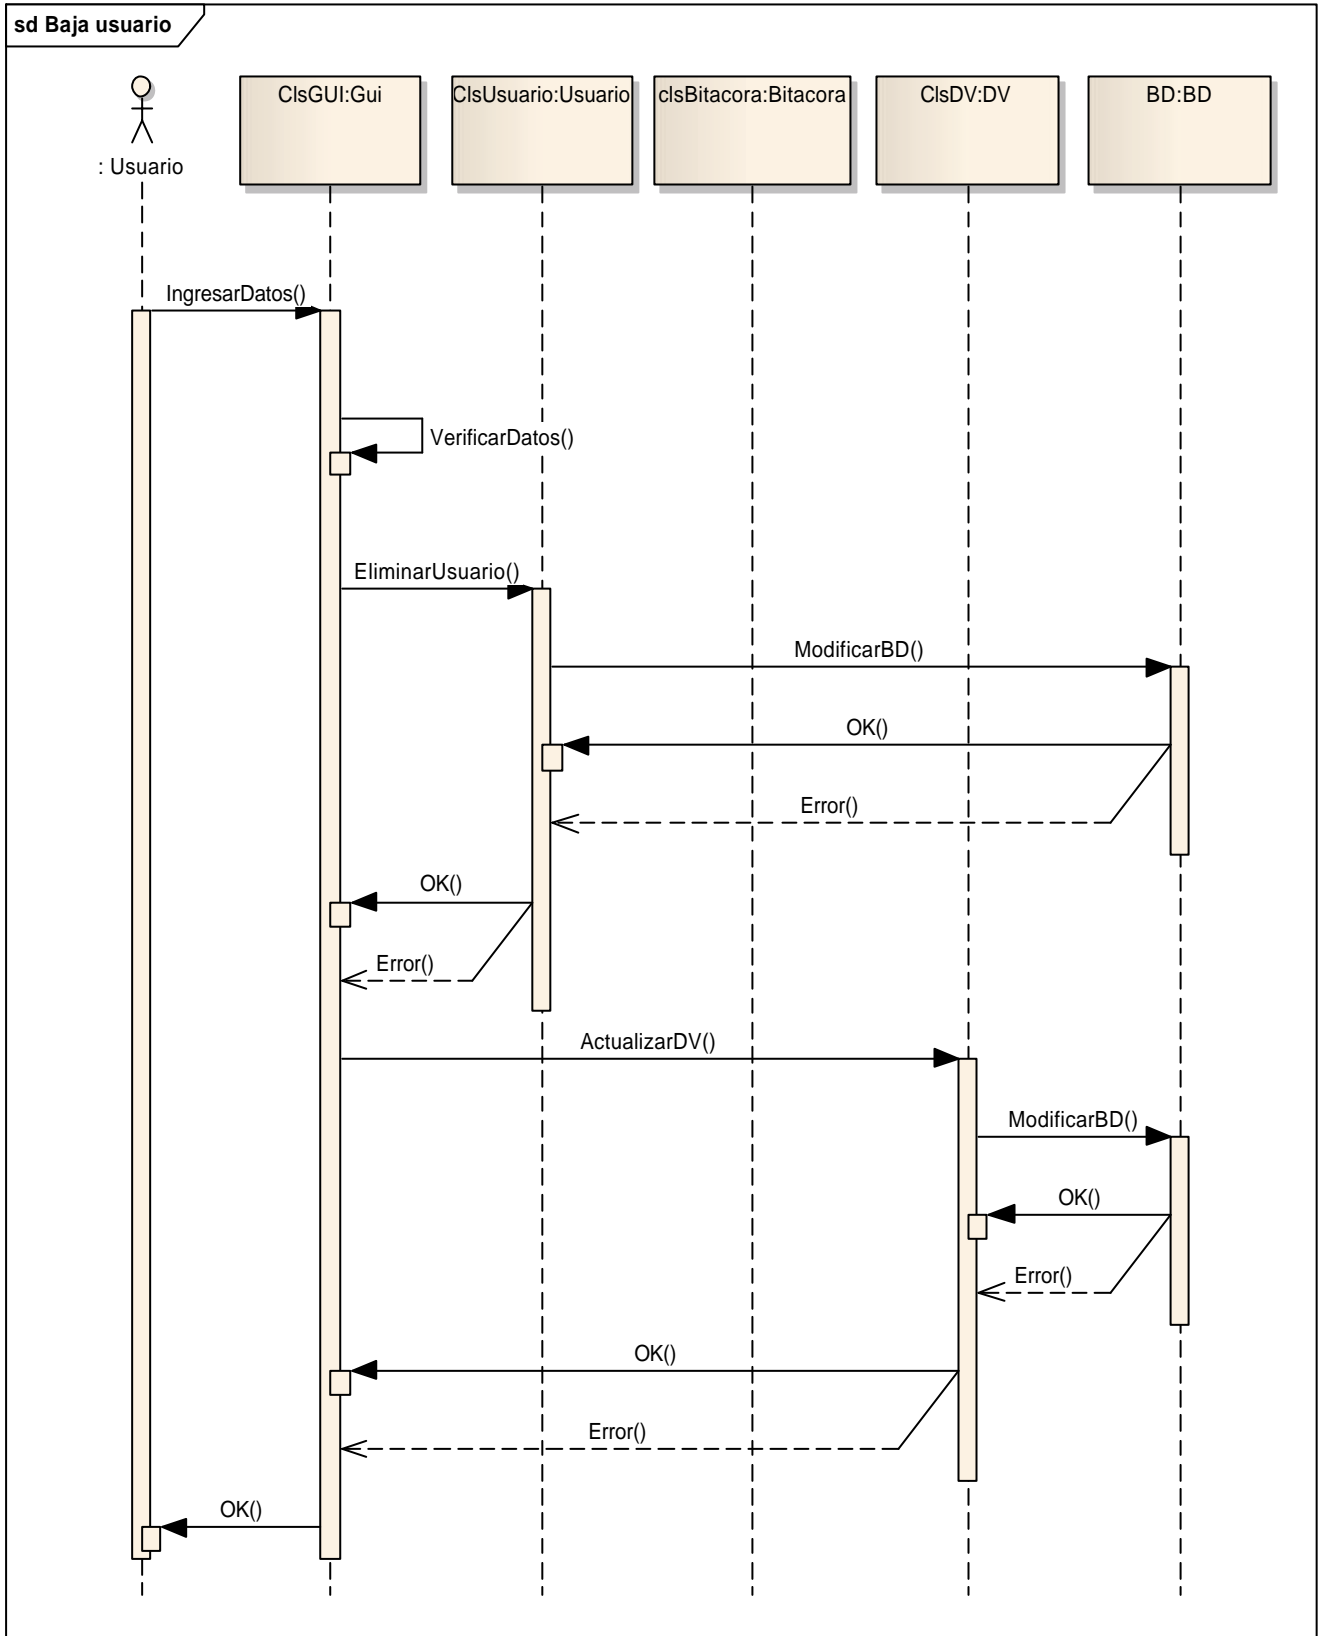 sd Baja usuario
: Usuario
ClsGUI:Gui
ClsUsuario:Usuario
clsBitacora:Bitacora
ClsDV:DV
BD:BD
IngresarDatos()
VerificarDatos()
EliminarUsuario()
ModificarBD()
OK()
Error()
OK()
Error()
ActualizarDV()
ModificarBD()
OK()
Error()
OK()
Error()
OK()